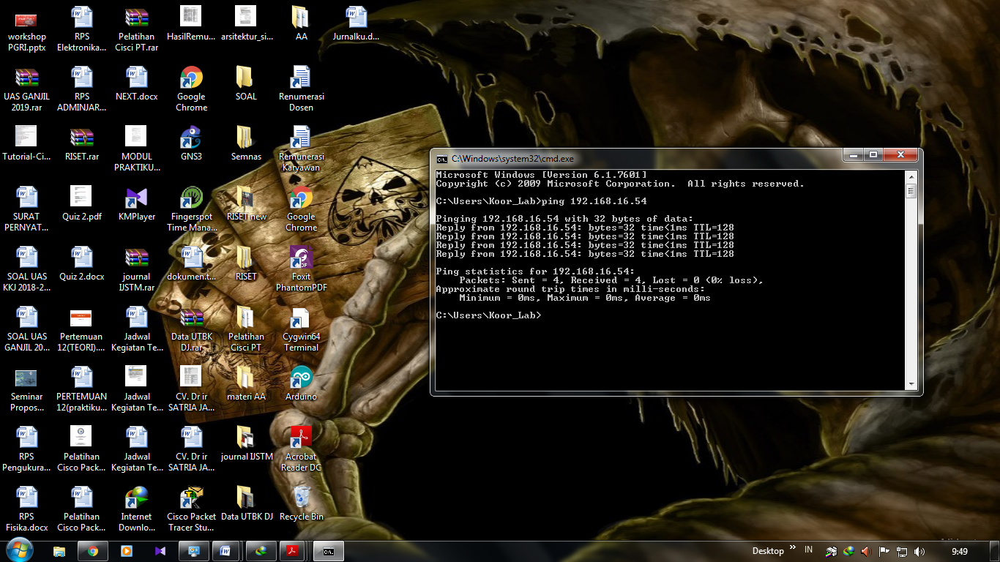 workshop
PGRI.pptx
RPS
Elektronika...
Pelatihan
Cisci PT.rar
HasilRemu...
arsitektur_si...
AA
Jurnalku.d...
UAS GANJIL
2019.rar
RPS
ADMINJAR...
NEXT.docx
Google
Chrome
SOAL
Renumerasi
Dosen
Tutorial-Ci...
RISET.rar
MODUL
PRAKTIKU...
GNS3
Semnas
Remunerasi
Karyawan
SURAT
PERNYAT...
Quiz 2.pdf
KMPlayer
Fingerspot
Time Mana...
RISET new
Google
Chrome
SOAL UAS
KKJ 2018-2...
Quiz 2.docx
journal
IJSTM.rar
dokumen.t...
RISET
Foxit
PhantomPDF
SOAL UAS
GANJIL 20...
Pertemuan
12(TEORI)....
Jadwal
Kegiatan Te...
Data UTBK
DJ.rar
Pelatihan
Cisci PT
Cygwin64
Terminal
Seminar
Propos...
PERTEMUAN
12(praktiku...
Jadwal
Kegiatan Te...
CV. Dr ir
SATRIA JA...
materi AA
Arduino
RPS
Pengukura...
Pelatihan
Cisco Pack...
Jadwal
Kegiatan Te...
CV. Dr ir
SATRIA JA...
journal IJSTM
Acrobat
Reader DC
RPS
Fisika.docx
Pelatihan
Cisco Pack...
Internet
Downlo...
Cisco Packet
Tracer Stu...
Data UTBK DJ
Recycle Bin
C:\Windows\system32\cmd.exe
Microsoft Windows [Version 6.1.7601]
Copyright (c) 2009 Microsoft Corporation.  All rights reserved.
C:\Users\Koor_Lab>ping 192.168.16.54
Pinging 192.168.16.54 with 32 bytes of data:
Reply from 192.168.16.54: bytes=32 time<1ms TTL=128
Reply from 192.168.16.54: bytes=32 time<1ms TTL=128
Reply from 192.168.16.54: bytes=32 time<1ms TTL=128
Reply from 192.168.16.54: bytes=32 time<1ms TTL=128
Ping statistics for 192.168.16.54:
Packets: Sent = 4, Received = 4, Lost = 0 (0% loss),
Approximate round trip times in milli-seconds:
Minimum = 0ms, Maximum = 0ms, Average = 0ms
C:\Users\Koor_Lab>
Desktop
IN
9:49